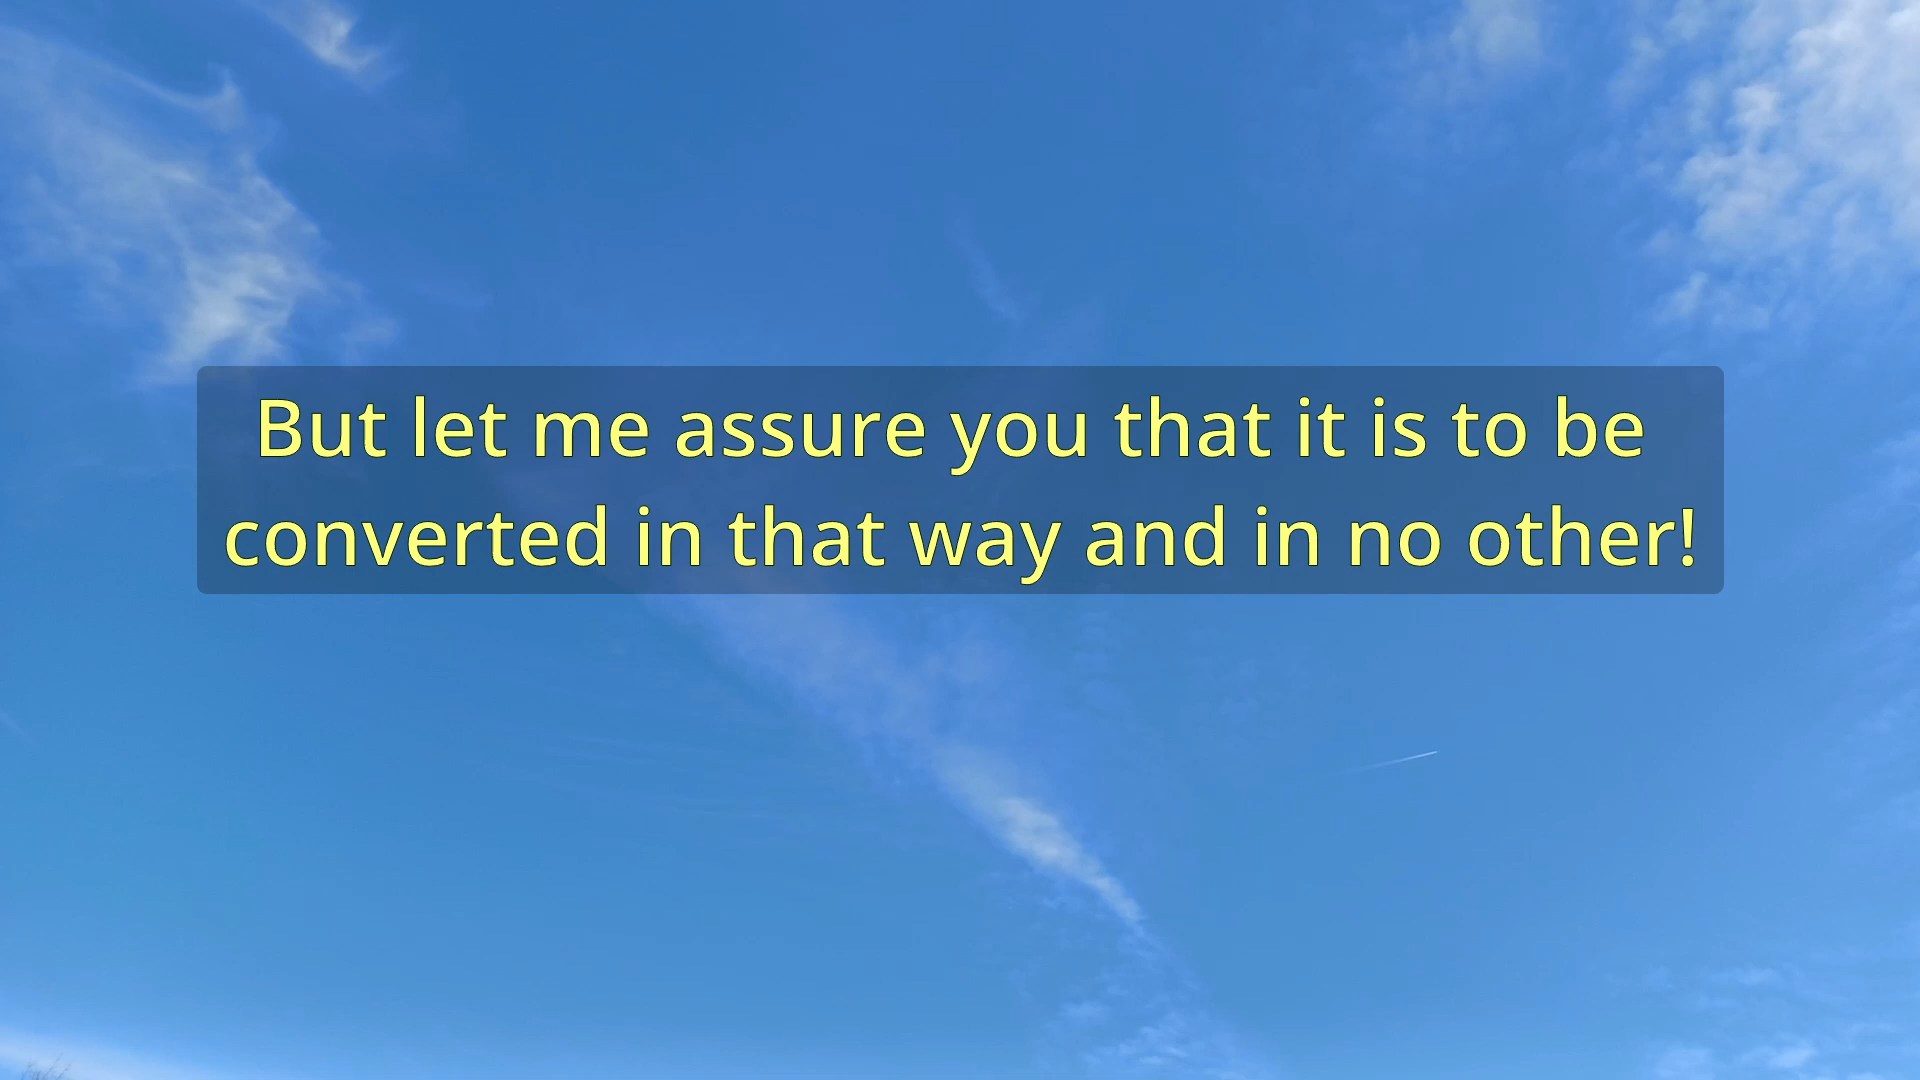 But let me assure you that it is to be
converted in that way and in no other!